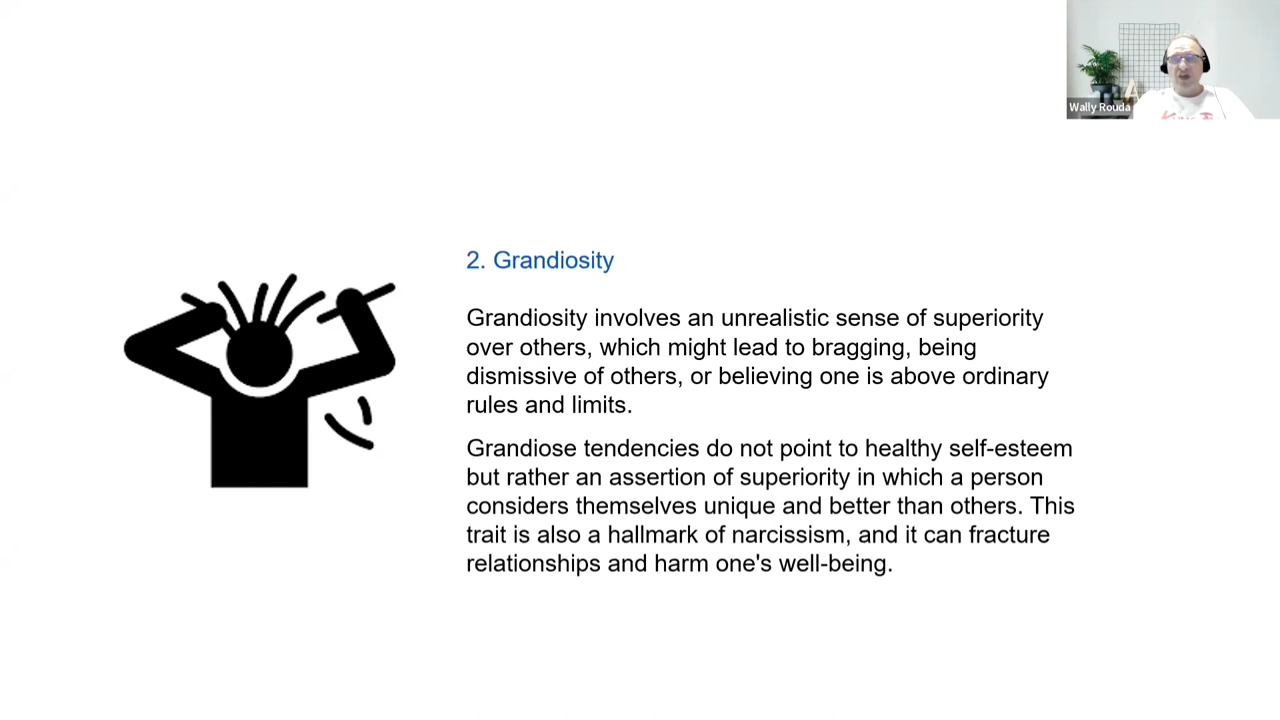 Wally Rouda
2. Grandiosity
Grandiosity involves an unrealistic sense of superiority
over others, which might lead to bragging, being
dismissive of others, or believing one is above ordinary
rules and limits.
Grandiose tendencies do not point to healthy self-esteem
but rather an assertion of superiority in which a person
considers themselves unique and better than others. This
trait is also a hallmark of narcissism, and it can fracture
relationships and harm one's well-being.